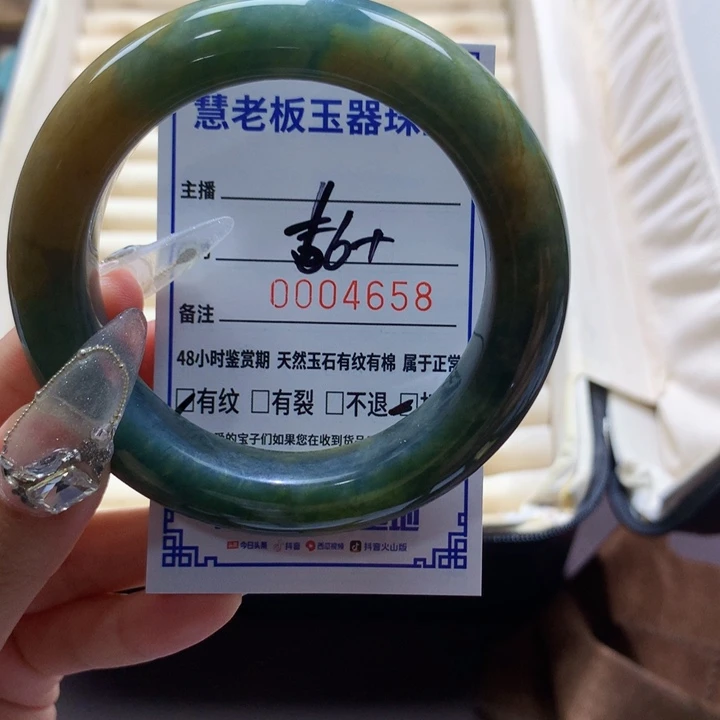 慧老板玉器珠
主播
6+
0004658
备注
48小时鉴赏期 天然玉石有纹有棉 属于正常
有纹 □有裂 □不退
的宝子们如果您在收到货品
今日头条 抖音 西瓜视频 抖音火山版